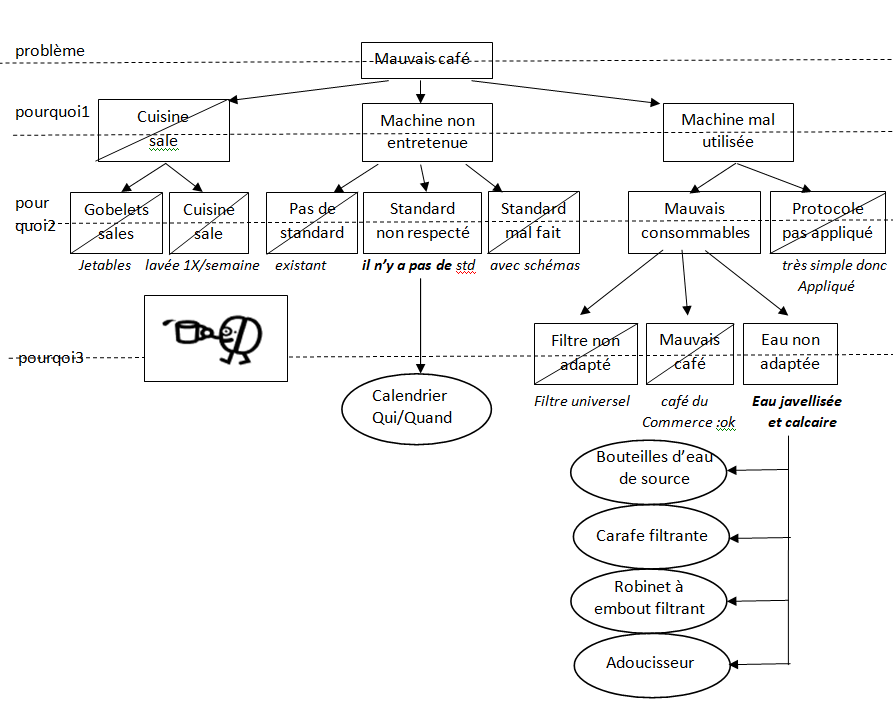 problème
Mauvais café
pourquoi1
Cuisine
sale
Machine non
entretenue
Machine mal
utilisée
pour
quoi2
Gobelets
sales
Cuisine
sale
Pas de
standard
Standard
non respecté
Standard
mal fait
Mauvais
consommables
Protocole
pas appliqué
Jetables
lavée 1X/semaine
existant
il n’y a pas de std
avec schémas
très simple donc
Appliqué
pourqoi3
Filtre non
adapté
Mauvais
café
Eau non
adaptée
Filtre universel
café du
Commerce :ok
Eau javellisée
et calcaire
Calendrier
Qui/Quand
Bouteilles d’eau
de source
Carafe filtrante
Robinet à
embout filtrant
Adoucisseur